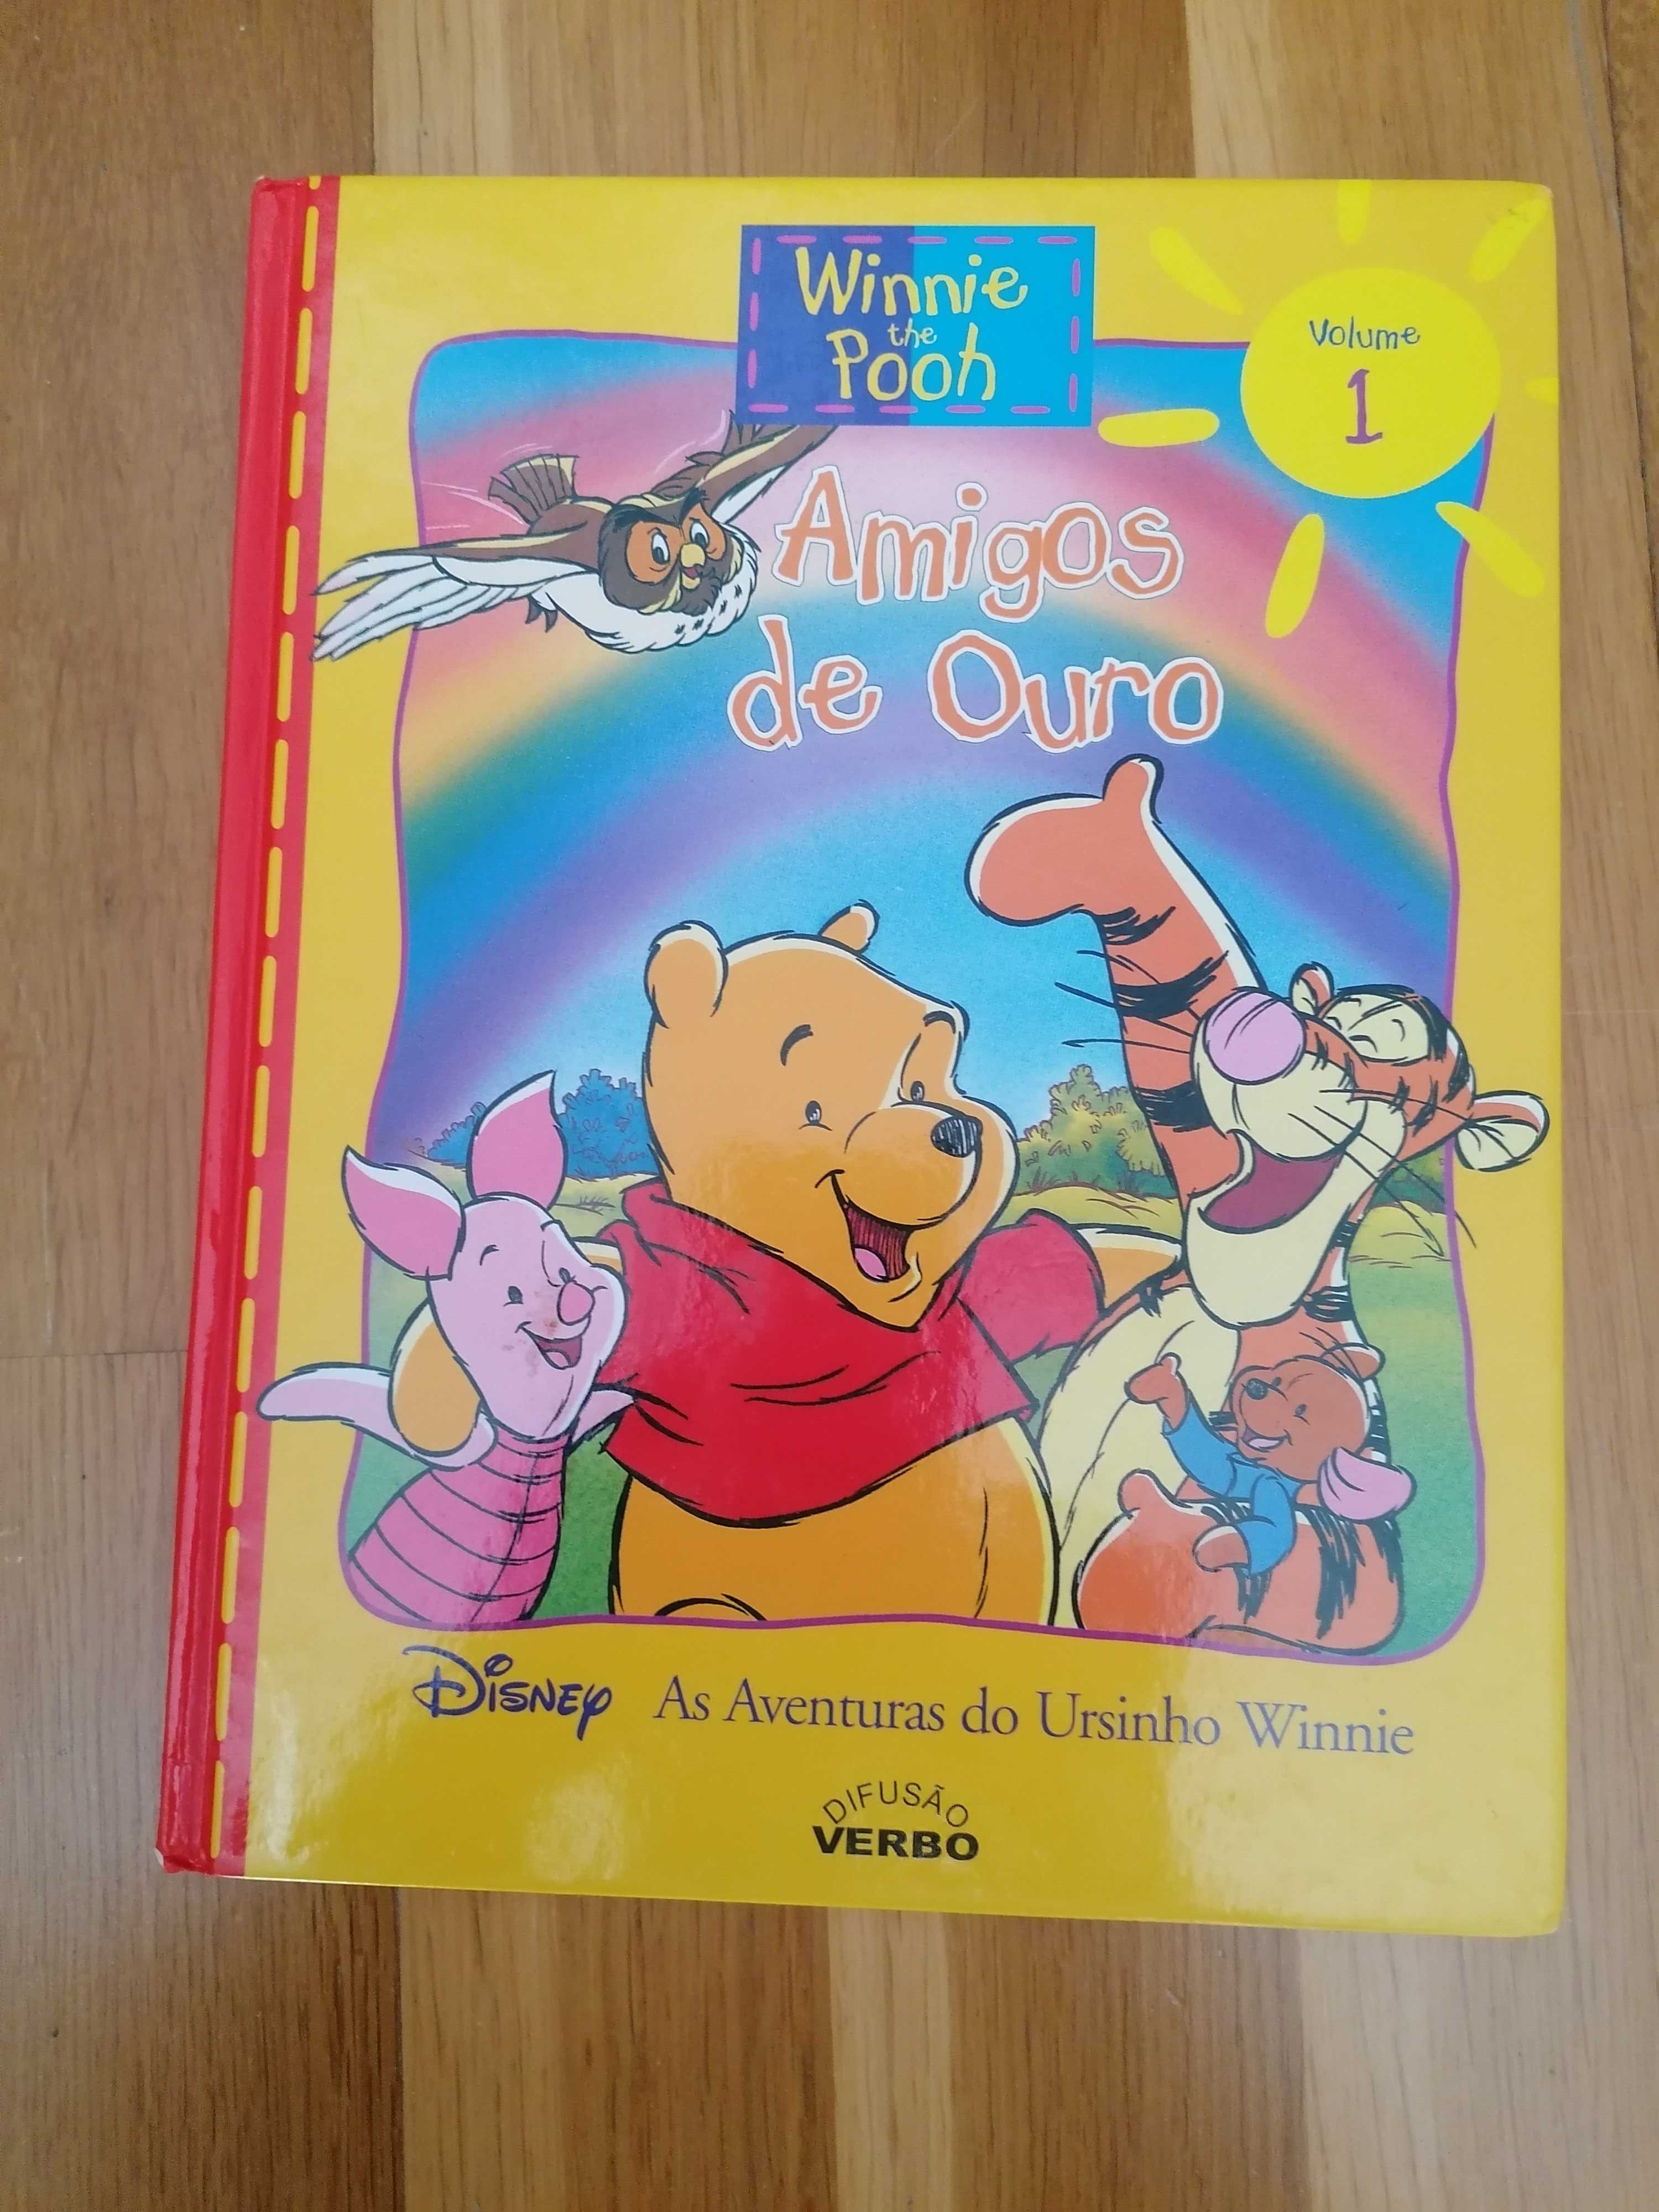 Winnie
the
Pooh
Volume
1
Amigos
de Ouro
Disney As Aventuras do Ursinho Winnie
DIFUSÃO
VERBO